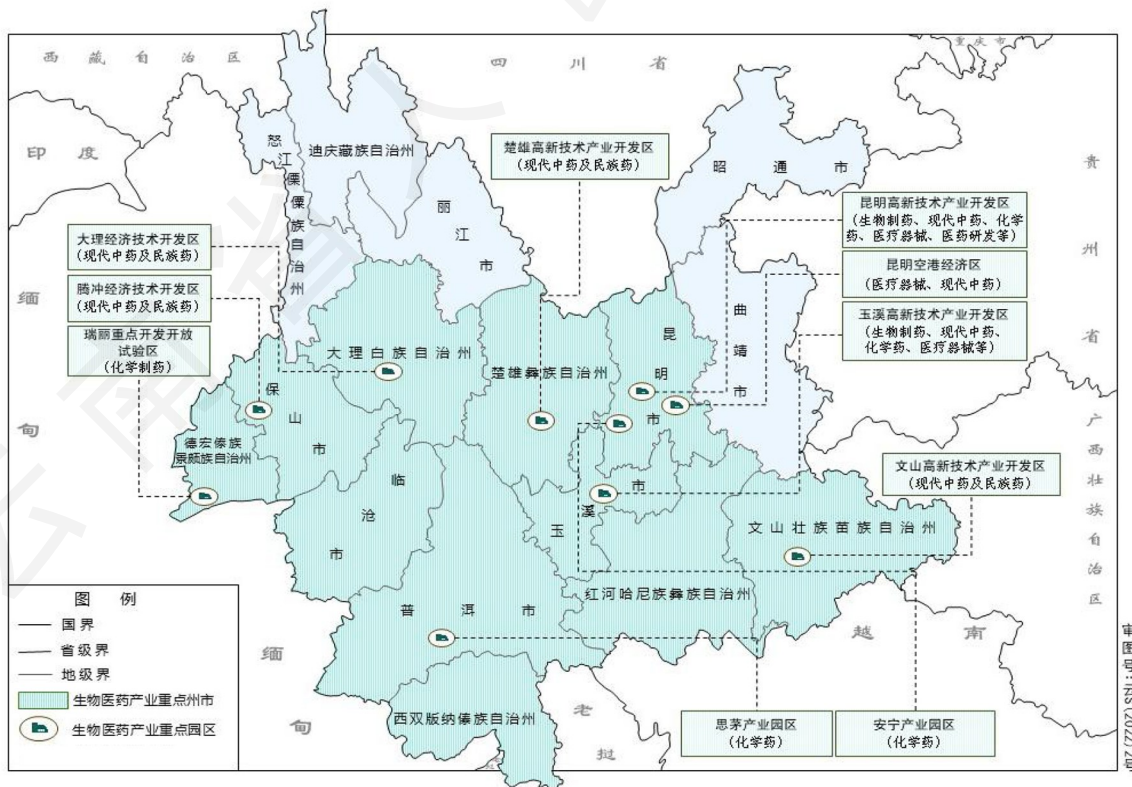 西藏自治区
四川省
重庆市
印度
怒江傈僳族自治州
迪庆藏族自治州
丽江市
昭通市
贵州省
楚雄高新技术产业开发区
(现代中药及民族药)
昆明高新技术产业开发区
(生物制药、现代中药、化学
药、医疗器械、医药研发等)
大理经济技术开发区
(现代中药及民族药)
昆明空港经济区
(医疗器械、现代中药)
腾冲经济技术开发区
(现代中药及民族药)
玉溪高新技术产业开发区
(生物制药、现代中药、
化学药、医疗器械等)
瑞丽重点开发开放
试验区
(化学制药)
缅甸
曲靖市
大理白族自治州
楚雄彝族自治州
昆明市
保山市
德宏傣族
景颇族自治州
临沧市
玉溪市
广西壮族自治区
文山高新技术产业开发区
(现代中药及民族药)
文山壮族苗族自治州
红河哈尼族彝族自治州
普洱市
西双版纳傣族自治州
缅甸
老挝
越南
思茅产业园区
(化学药)
安宁产业园区
(化学药)
图例
国界
省级界
地级界
生物医药产业重点州市
生物医药产业重点园区